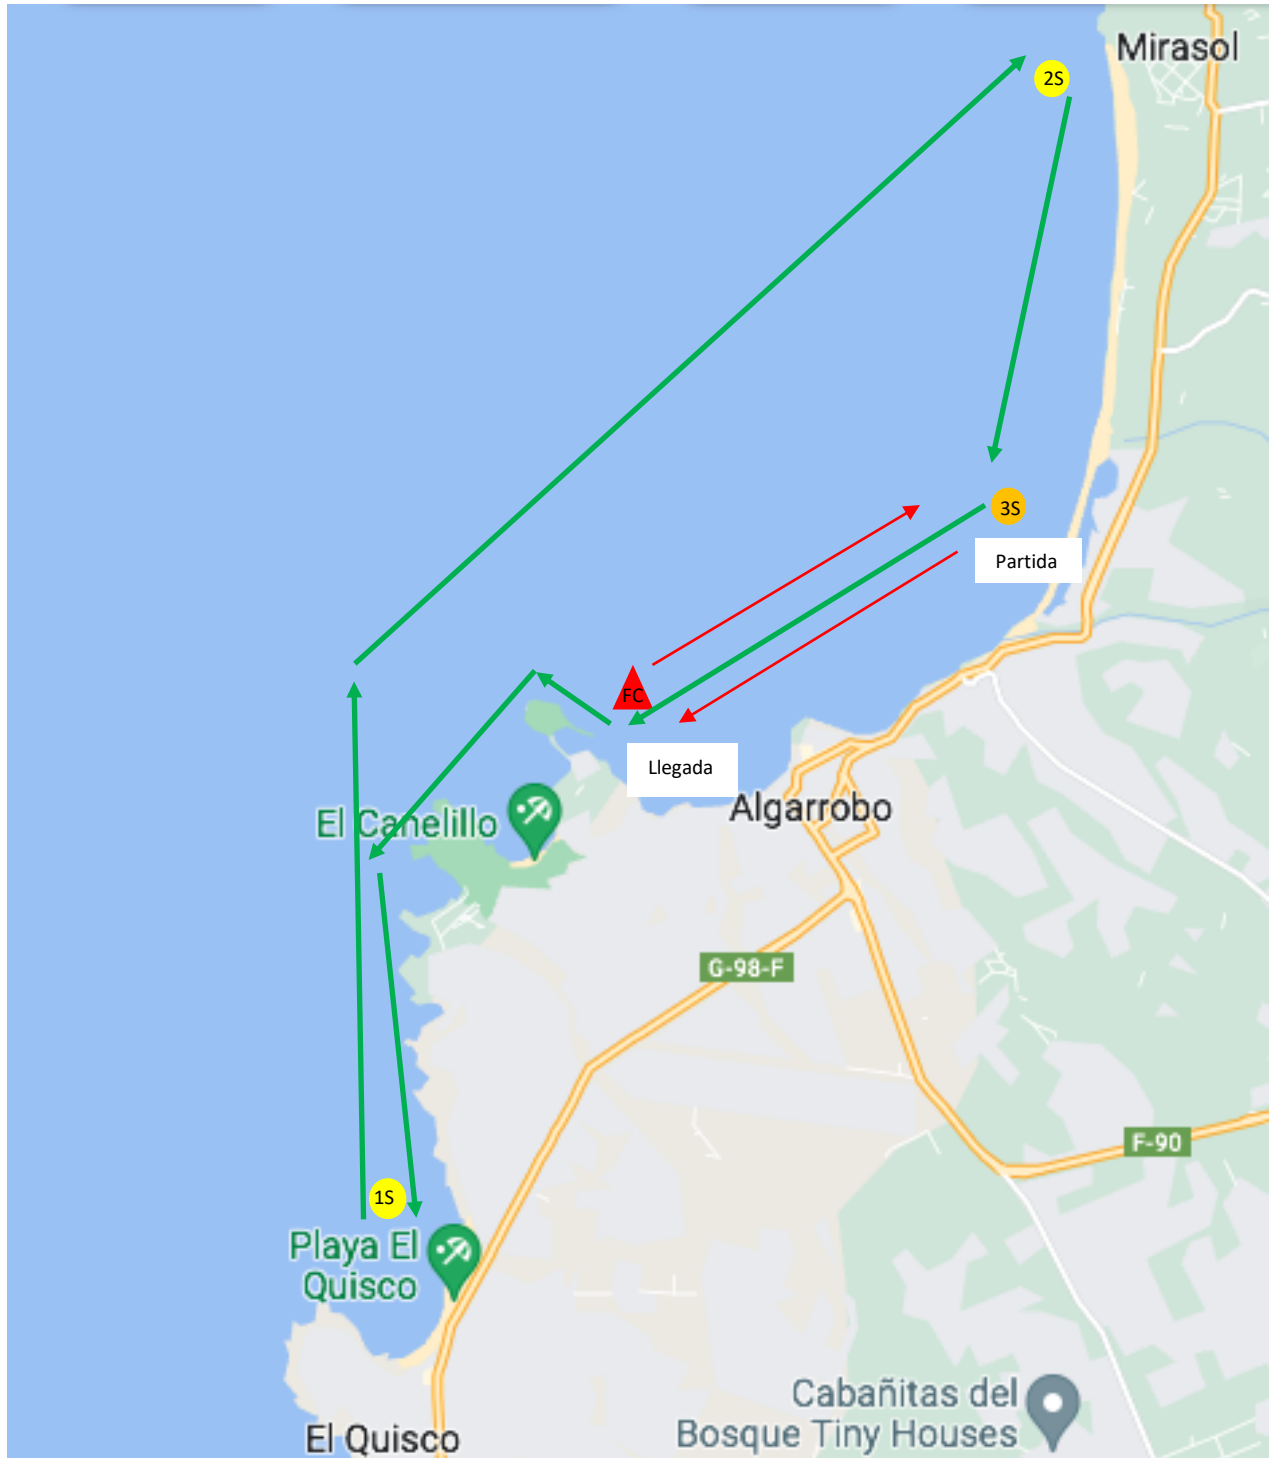 Mirasol
2S
3S
Partida
FC
Llegada
El Canelillo
Algarrobo
G-98-F
F-90
1S
Playa El
Quisco
Cabañitas del
Bosque Tiny Houses
El Quisco